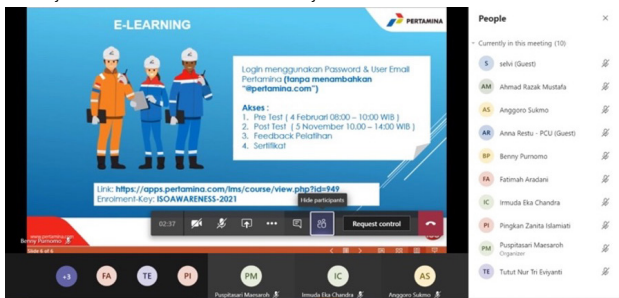 E-LEARNING
PERTAMINA
Login menggunakan Password & User Email
Pertamina (tanpa menambahkan
"@pertamina.com")
Akses :
1. Pre Test ( 4 Februari 08:00 – 10:00 WIB )
2. Post Test ( 5 November 10.00 – 14:00 WIB )
3. Feedback Pelatihan
4. Sertifikat
Link: https://apps.pertamina.com/lms/course/view.php?id=949
Enrolment-Key: ISOAWARENESS-2021
Hide participants
02:37
Request control
Benny Purnomo
Slide 6 of 6
+3
FA
TE
PI
PM
IC
AS
Puspitasari Maesaroh
Irmuda Eka Chandra
Anggoro Sukmo
People
Currently in this meeting (10)
S
selvi (Guest)
AM
Ahmad Razak Mustafa
AS
Anggoro Sukmo
AR
Anna Restu - PCU (Guest)
BP
Benny Purnomo
FA
Fatimah Aradani
IC
Irmuda Eka Chandra
PI
Pingkan Zanita Islamiati
PM
Puspitasari Maesaroh
Organizer
TE
Tutut Nur Tri Eviyanti